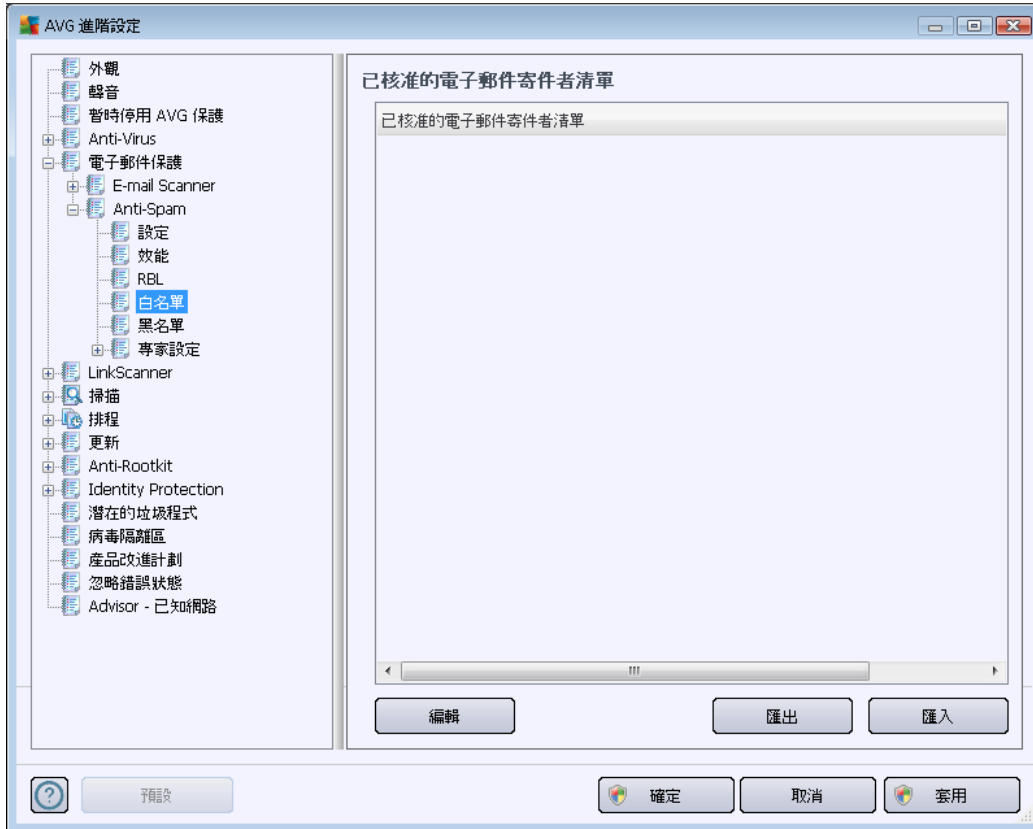 AVG 進階設定
外觀
聲音
暫時停用 AVG 保護
Anti-Virus
電子郵件保護
E-mail Scanner
Anti-Spam
設定
效能
RBL
白名單
黑名單
專家設定
LinkScanner
掃描
排程
更新
Anti-Rootkit
Identity Protection
潛在的垃圾程式
病毒隔離區
產品改進計劃
忽略錯誤狀態
Advisor - 已知網路
已核准的電子郵件寄件者清單
已核准的電子郵件寄件者清單
編輯
匯出
匯入
預設
確定
取消
套用